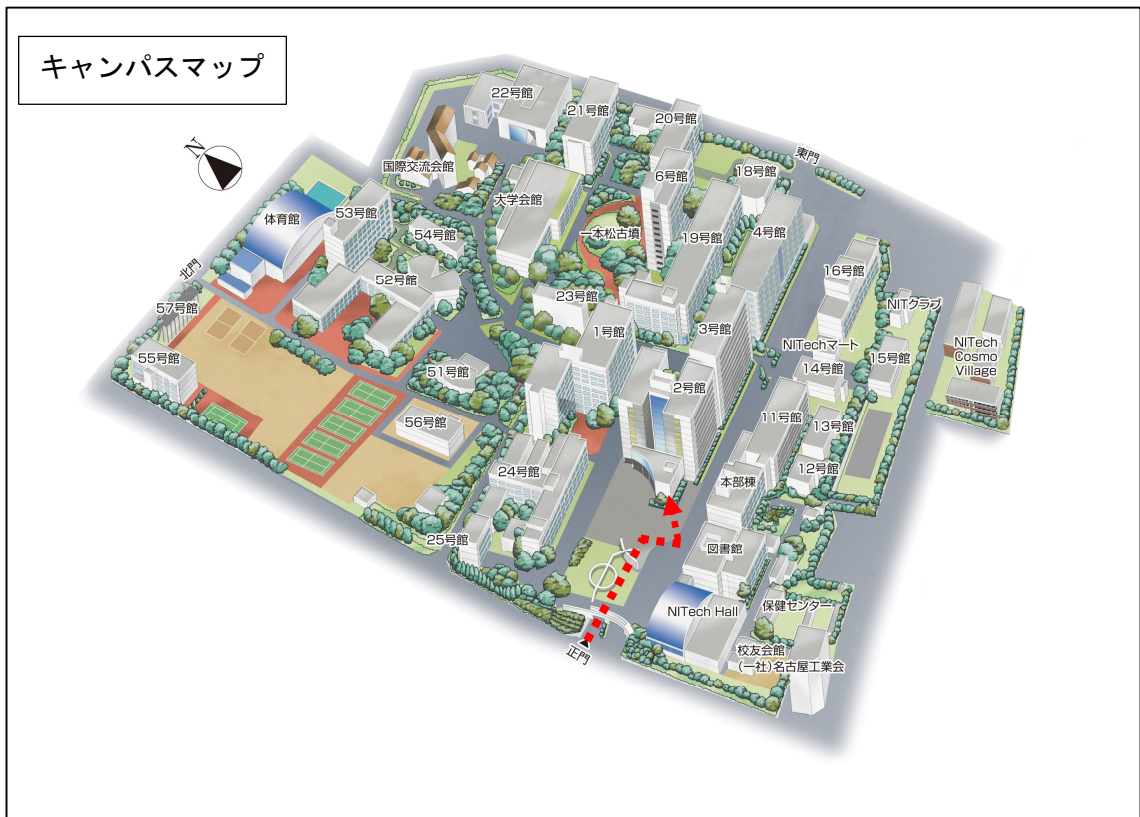 キャンパスマップ
N
22号館
21号館
20号館
東門
国際交流会館
6号館
18号館
大学会館
体育館
53号館
54号館
一本松古墳
19号館
4号館
北門
52号館
16号館
57号館
23号館
NITクラブ
1号館
3号館
NITechマート
NITech
Cosmo
Village
55号館
51号館
14号館
15号館
2号館
11号館
56号館
13号館
24号館
12号館
本部棟
25号館
図書館
NITech Hall
保健センター
正門
校友会館
(一社)名古屋工業会